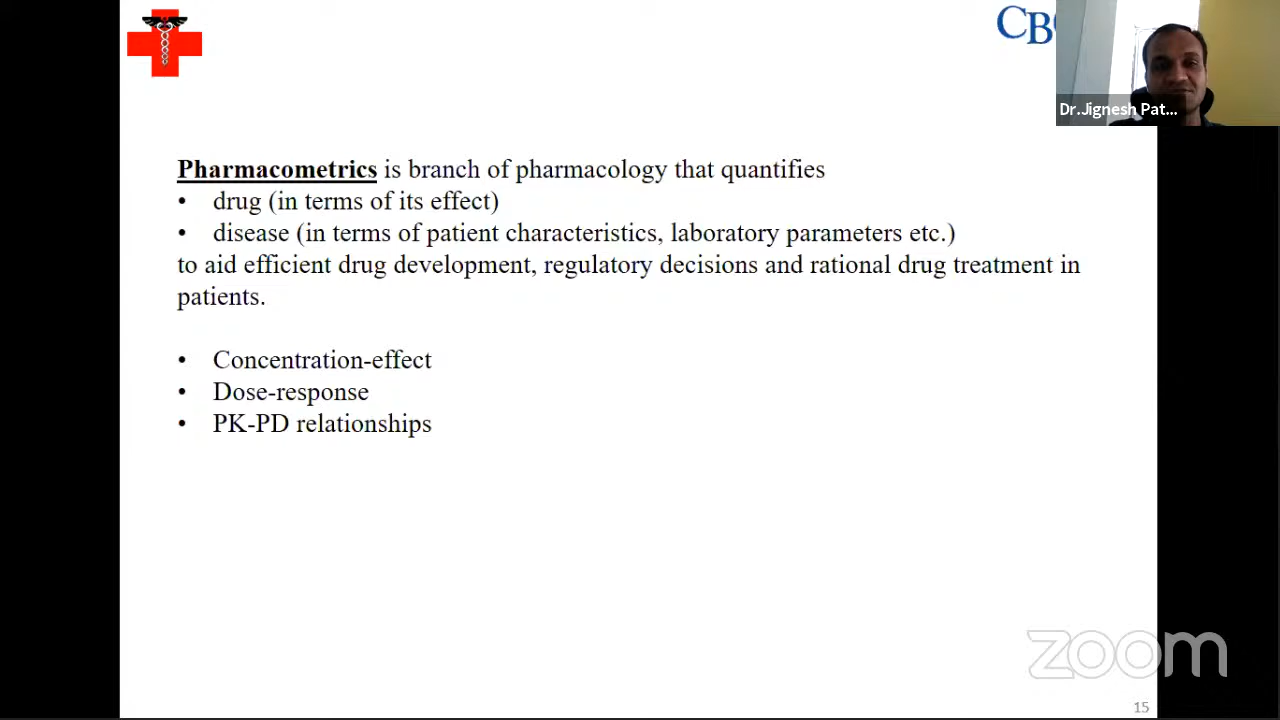 CB
Dr.Jignesh Pat...
Pharmacometrics is branch of pharmacology that quantifies
• drug (in terms of its effect)
• disease (in terms of patient characteristics, laboratory parameters etc.)
to aid efficient drug development, regulatory decisions and rational drug treatment in
patients.
• Concentration-effect
• Dose-response
• PK-PD relationships
zoom
15